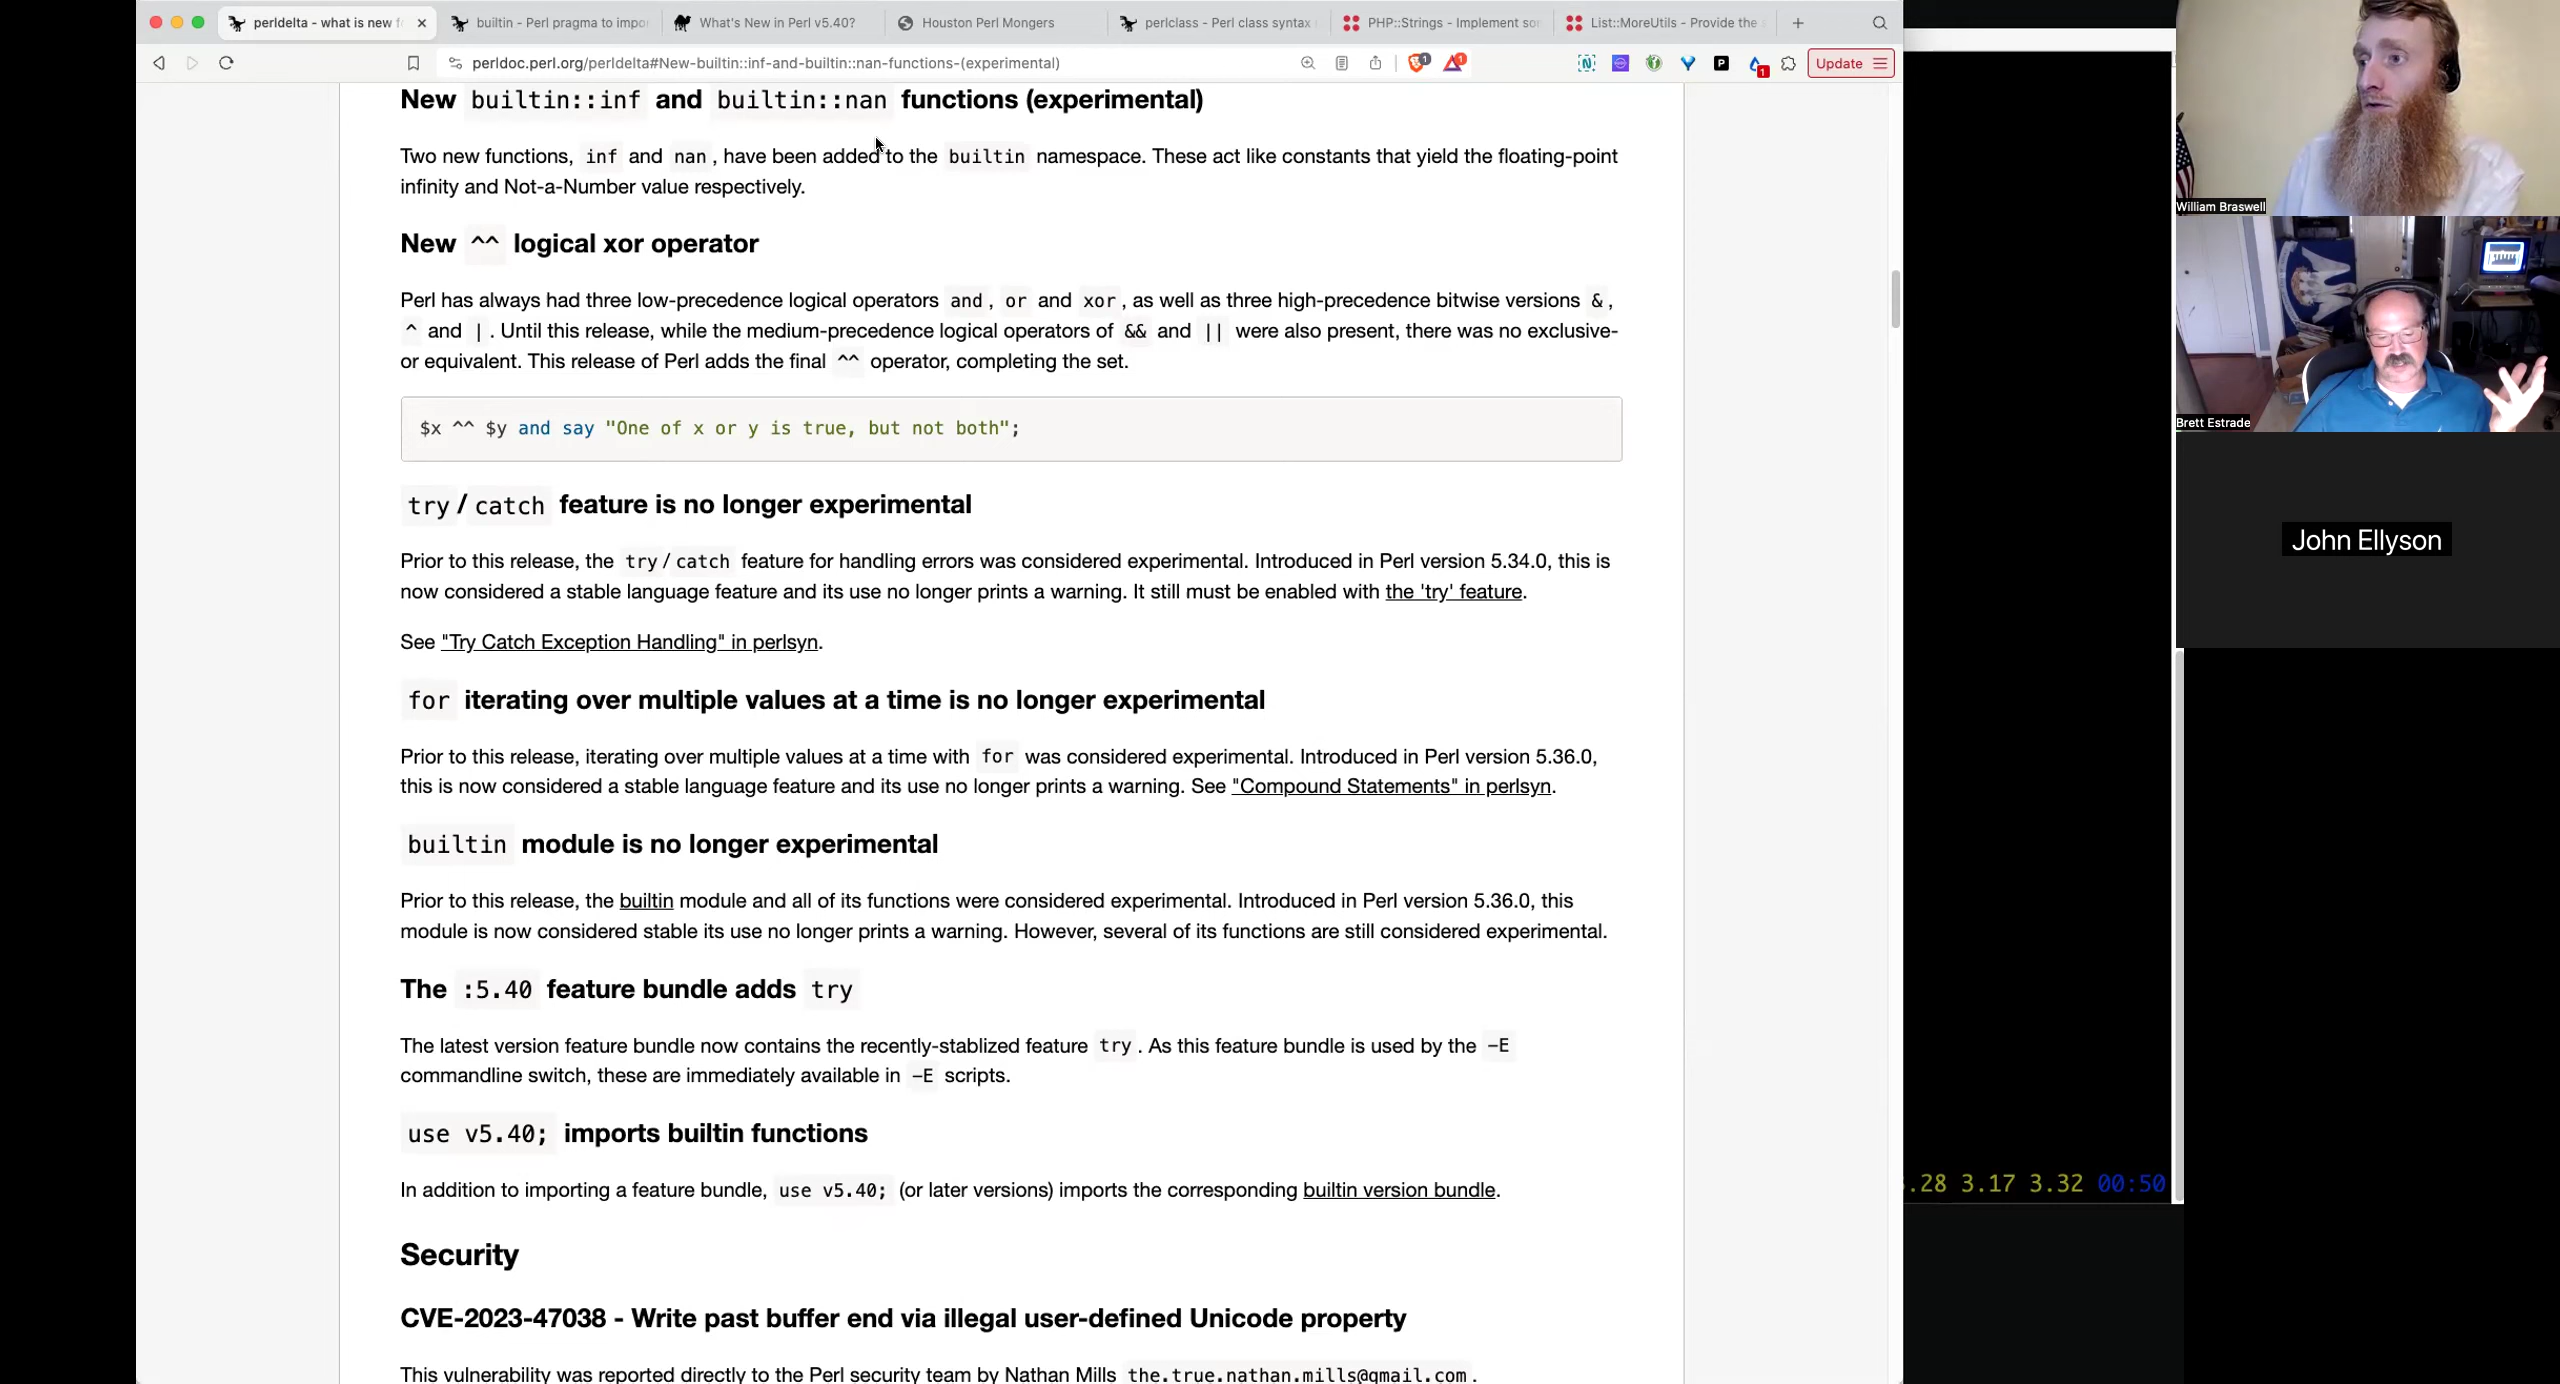 perldelta - what is new f
builtin - Perl pragma to impo
What's New in Perl v5.40?
Houston Perl Mongers
perlclass - Perl class syntax
PHP::Strings - Implement so
List::MoreUtils - Provide the
perldoc.perl.org/perldelta#New-builtin::inf-and-builtin::nan-functions-(experimental)
Update
New builtin::inf and builtin::nan functions (experimental)
Two new functions, inf and nan, have been added to the builtin namespace. These act like constants that yield the floating-point
infinity and Not-a-Number value respectively.
New ^^ logical xor operator
Perl has always had three low-precedence logical operators and, or and xor, as well as three high-precedence bitwise versions &,
^ and |. Until this release, while the medium-precedence logical operators of && and || were also present, there was no exclusive-
or equivalent. This release of Perl adds the final ^^ operator, completing the set.
$x ^^ $y and say "One of x or y is true, but not both";
try/catch feature is no longer experimental
Prior to this release, the try/catch feature for handling errors was considered experimental. Introduced in Perl version 5.34.0, this is
now considered a stable language feature and its use no longer prints a warning. It still must be enabled with the 'try' feature.
See "Try Catch Exception Handling" in perlsyn.
for iterating over multiple values at a time is no longer experimental
Prior to this release, iterating over multiple values at a time with for was considered experimental. Introduced in Perl version 5.36.0,
this is now considered a stable language feature and its use no longer prints a warning. See "Compound Statements" in perlsyn.
builtin module is no longer experimental
Prior to this release, the builtin module and all of its functions were considered experimental. Introduced in Perl version 5.36.0, this
module is now considered stable its use no longer prints a warning. However, several of its functions are still considered experimental.
The :5.40 feature bundle adds try
The latest version feature bundle now contains the recently-stablized feature try. As this feature bundle is used by the -E
commandline switch, these are immediately available in -E scripts.
use v5.40; imports builtin functions
In addition to importing a feature bundle, use v5.40; (or later versions) imports the corresponding builtin version bundle.
Security
CVE-2023-47038 - Write past buffer end via illegal user-defined Unicode property
This vulnerability was reported directly to the Perl security team by Nathan Mills the.true.nathan.mills@gmail.com.
William Braswell
Brett Estrade
John Ellyson
.28 3.17 3.32 00:50